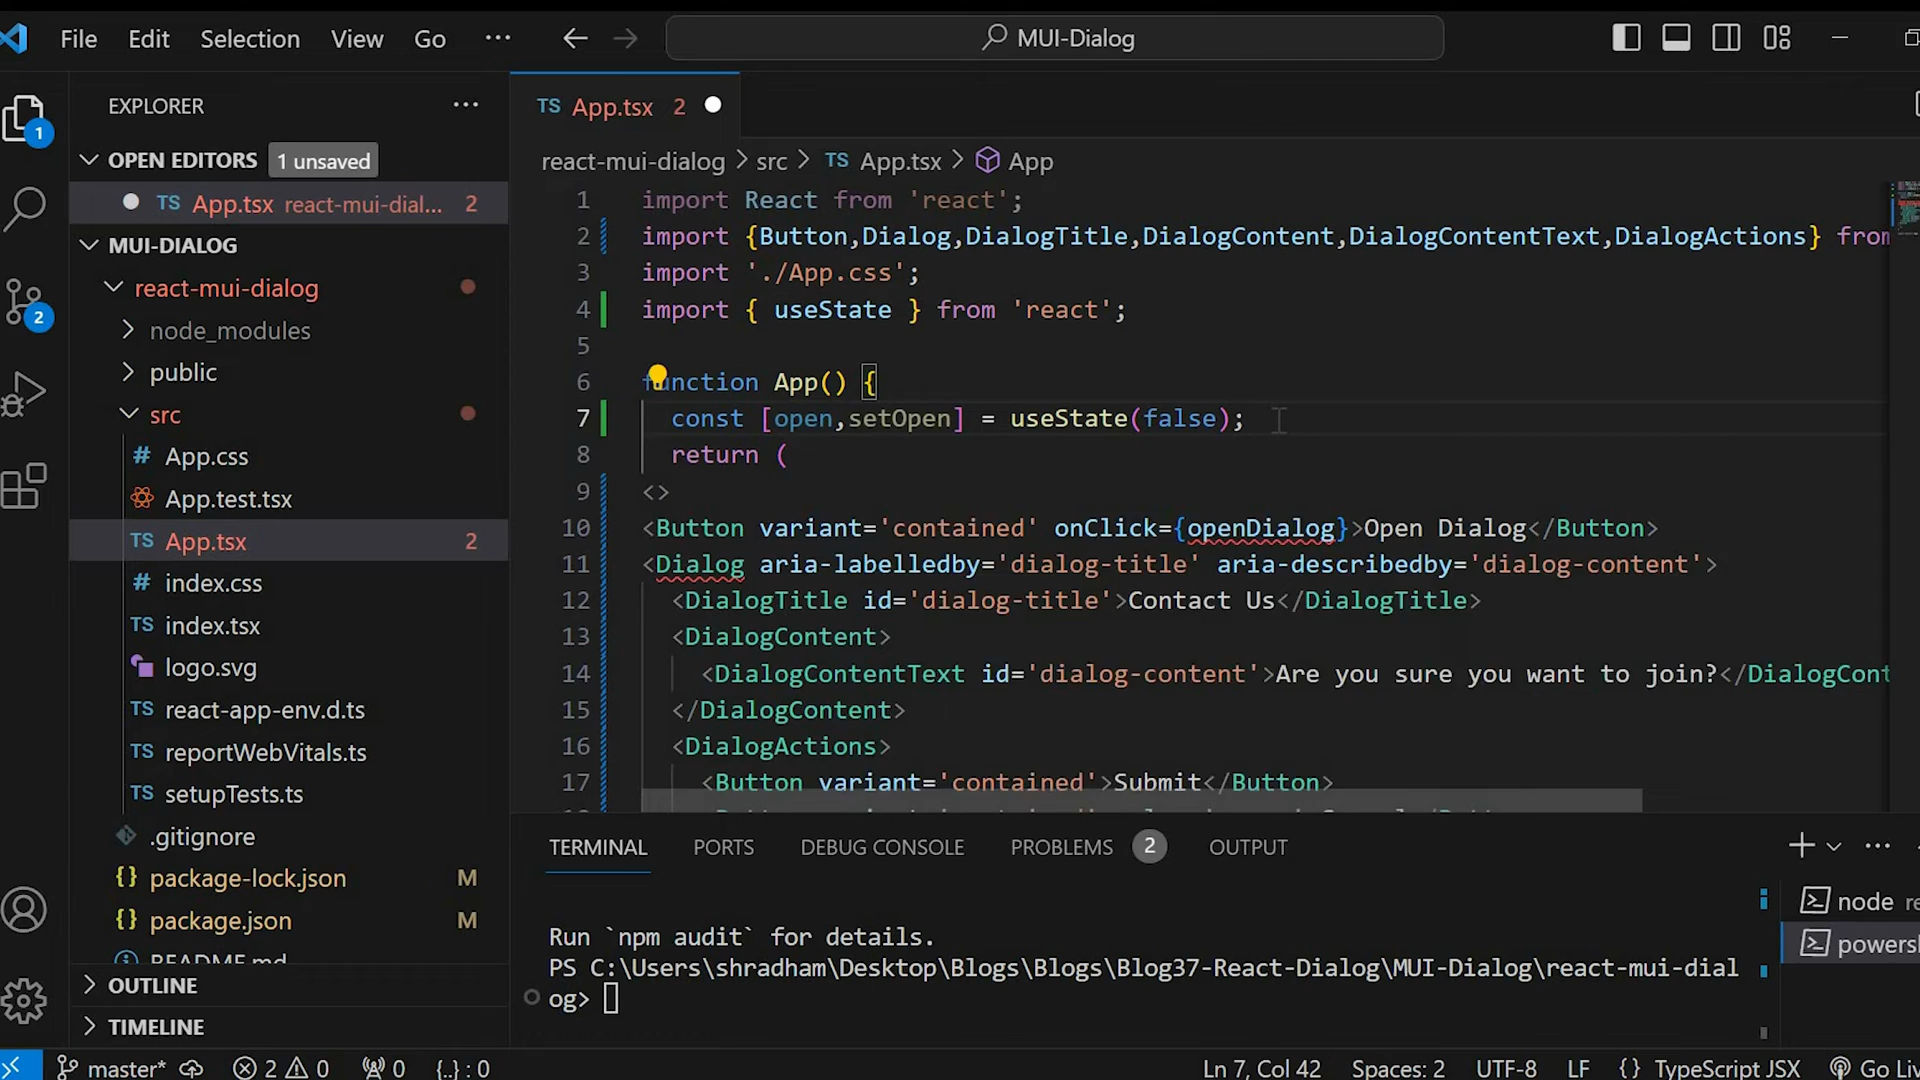 File Edit Selection View Go ··· MUI-Dialog
EXPLORER ···
1
OPEN EDITORS 1 unsaved
TS App.tsx react-mui-dial... 2
MUI-DIALOG
react-mui-dialog
2
node_modules
public
src
# App.css
App.test.tsx
TS App.tsx 2
# index.css
TS index.tsx
logo.svg
TS react-app-env.d.ts
TS reportWebVitals.ts
TS setupTests.ts
.gitignore
{} package-lock.json M
{} package.json M
README.md
OUTLINE
TIMELINE
TS App.tsx 2
react-mui-dialog > src > TS App.tsx > App
1 import React from 'react';
2 import {Button,Dialog,DialogTitle,DialogContent,DialogContentText,DialogActions} from
3 import './App.css';
4 import { useState } from 'react';
5
6 function App() {
7 const [open,setOpen] = useState(false);
8 return (
9 <>
10 <Button variant='contained' onClick={openDialog}>Open Dialog</Button>
11 <Dialog aria-labelledby='dialog-title' aria-describedby='dialog-content'>
12 <DialogTitle id='dialog-title'>Contact Us</DialogTitle>
13 <DialogContent>
14 <DialogContentText id='dialog-content'>Are you sure you want to join?</DialogCont
15 </DialogContent>
16 <DialogActions>
17 <Button variant='contained'>Submit</Button>
TERMINAL PORTS DEBUG CONSOLE PROBLEMS 2 OUTPUT
Run `npm audit` for details.
PS C:\Users\shradham\Desktop\Blogs\Blogs\Blog37-React-Dialog\MUI-Dialog\react-mui-dial
og>
node re
powersh
master* 2 0 0 {..} : 0 Ln 7, Col 42 Spaces: 2 UTF-8 LF {} TypeScript JSX Go Liv